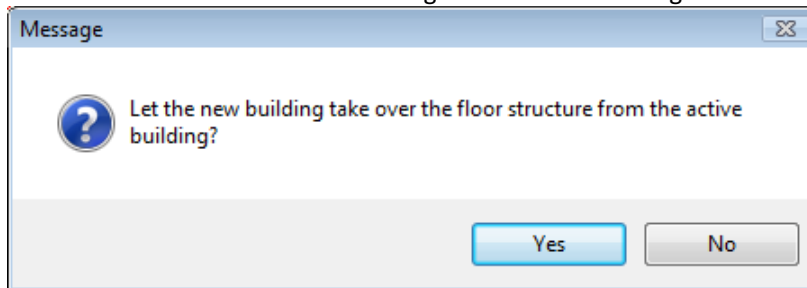 Message
Let the new building take over the floor structure from the active
building?
Yes No